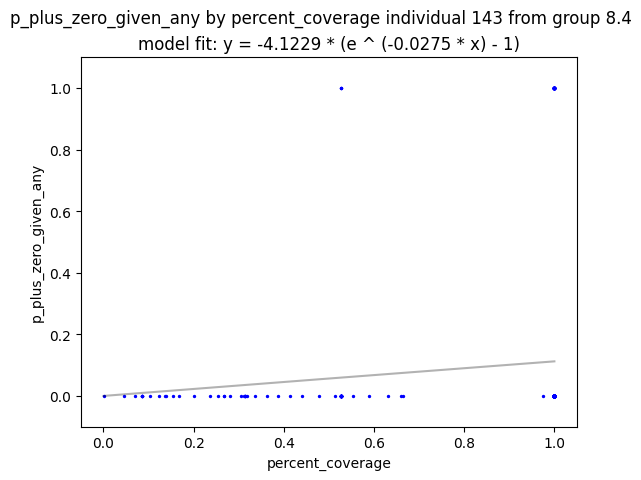 p_plus_zero_given_any by percent_coverage individual 143 from group 8.4
model fit: y = -4.1229 * (e ^ (-0.0275 * x) - 1)
1.0
0.8
0.6
0.4
0.2
0.0
p_plus_zero_given_any
0.0 0.2 0.4 0.6 0.8 1.0
percent_coverage